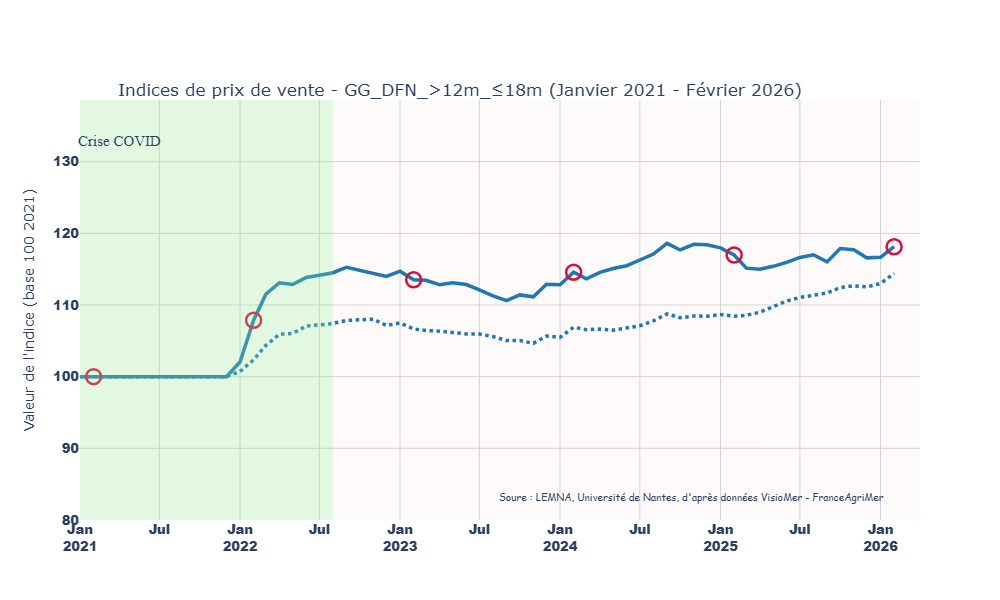 Indices de prix de vente - GG_DFN_>12m_≤18m (Janvier 2021 - Février 2026)
Crise COVID
Valeur de l'indice (base 100 2021)
130
120
110
100
90
80
Soure : LEMNA, Université de Nantes, d'après données VisioMer - FranceAgriMer
Jan Jul Jan Jul Jan Jul Jan Jul Jan Jul Jan
2021 2022 2023 2024 2025 2026